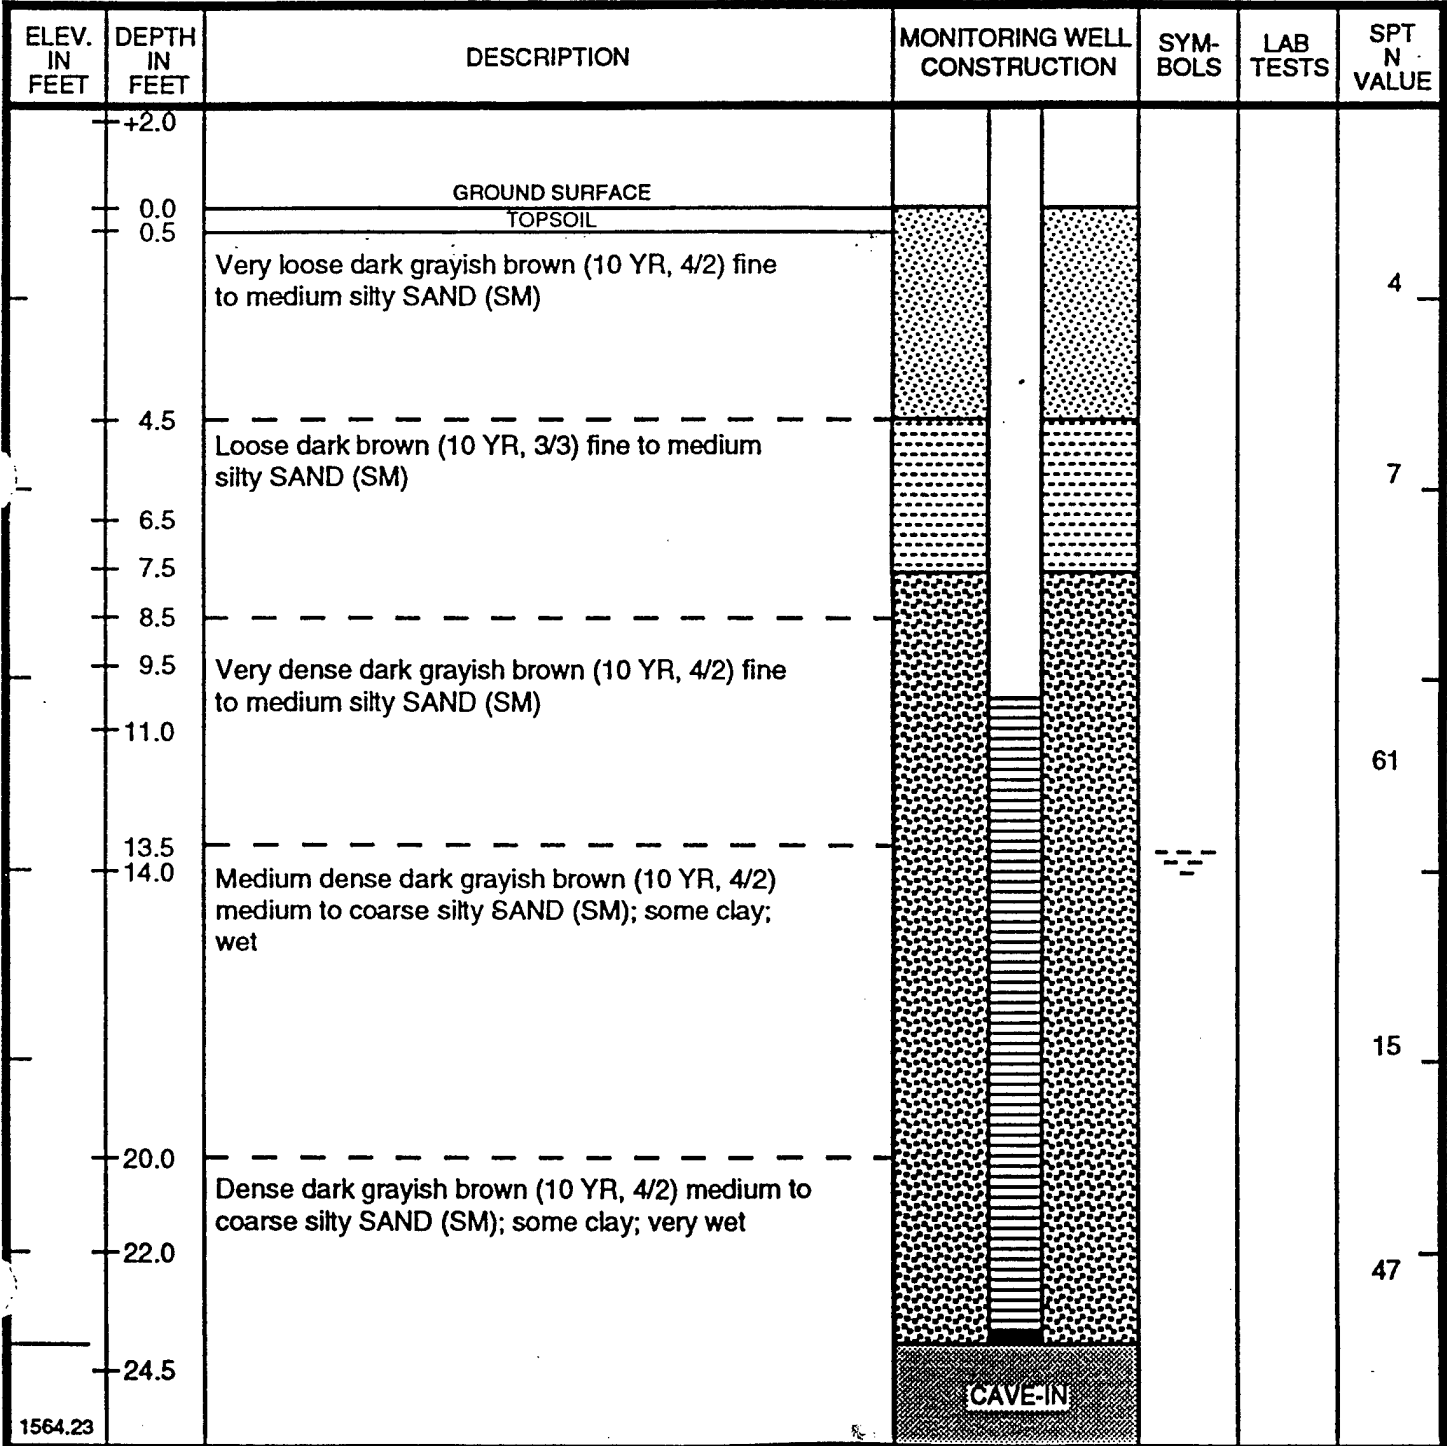 ELEV. IN FEET
DEPTH IN FEET
DESCRIPTION
MONITORING WELL CONSTRUCTION
SYM-BOLS
LAB TESTS
SPT N VALUE
+2.0
GROUND SURFACE
0.0
TOPSOIL
0.5
Very loose dark grayish brown (10 YR, 4/2) fine
to medium silty SAND (SM)
4
4.5
Loose dark brown (10 YR, 3/3) fine to medium
silty SAND (SM)
7
6.5
7.5
8.5
9.5
Very dense dark grayish brown (10 YR, 4/2) fine
to medium silty SAND (SM)
11.0
61
13.5
14.0
Medium dense dark grayish brown (10 YR, 4/2)
medium to coarse silty SAND (SM); some clay;
wet
15
20.0
Dense dark grayish brown (10 YR, 4/2) medium to
coarse silty SAND (SM); some clay; very wet
22.0
47
24.5
CAVE-IN
1564.23